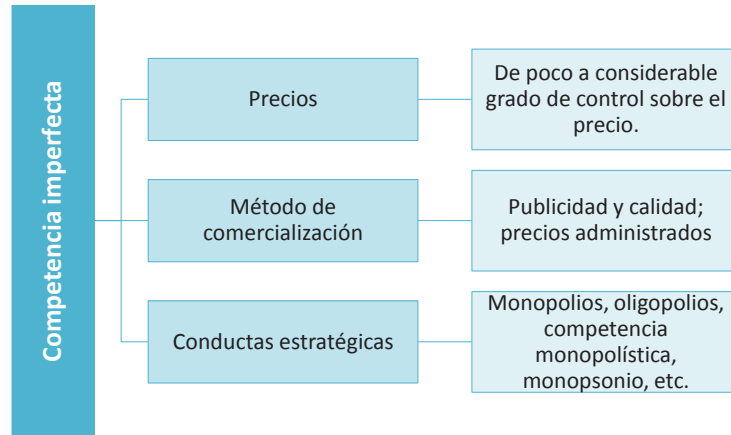 Competencia imperfecta
Precios
De poco a considerable
grado de control sobre el
precio.
Método de
comercialización
Publicidad y calidad;
precios administrados
Conductas estratégicas
Monopolios, oligopolios,
competencia
monopolística,
monopsonio, etc.